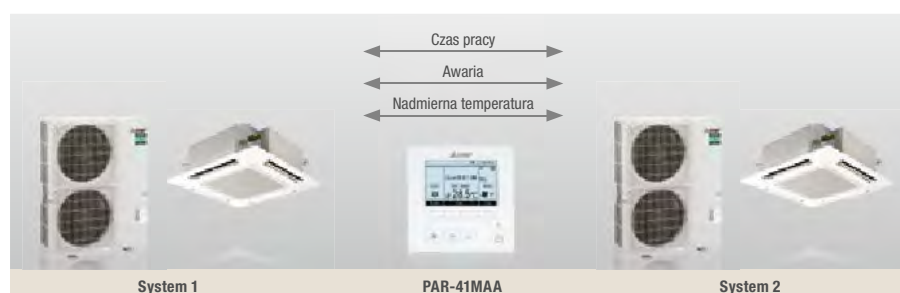 Czas pracy
Awaria
Nadmierna temperatura
System 1
PAR-41MAA
System 2